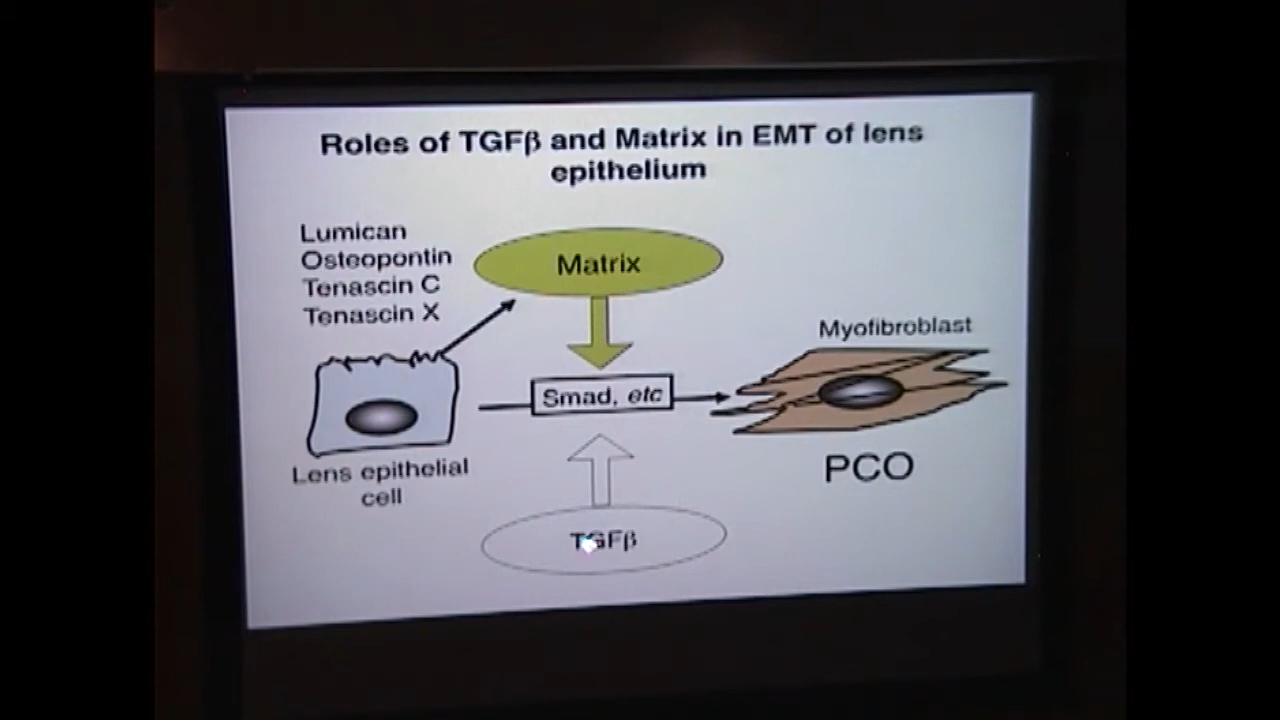 Roles of TGFβ and Matrix in EMT of lens
epithelium
Lumican
Osteopontin
Tenascin C
Tenascin X
Matrix
Myofibroblast
Smad, etc
Lens epithelial
cell
PCO
TGFβ